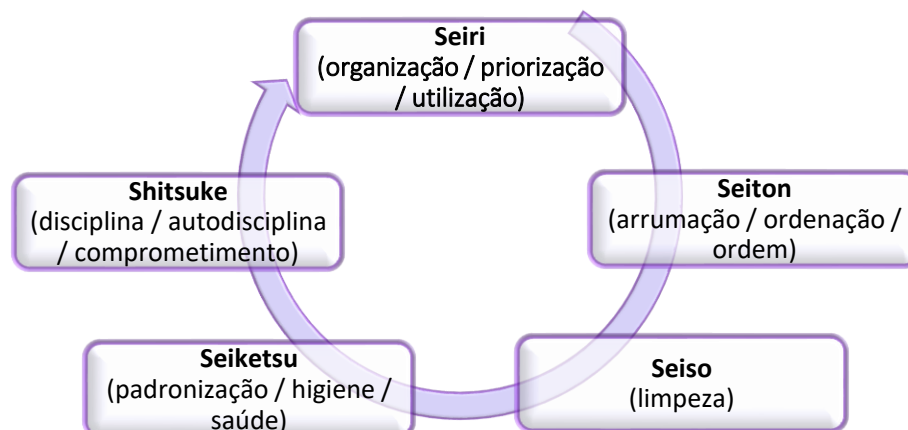 Seiri
(organização / priorização
/ utilização)
Seiton
(arrumação / ordenação /
ordem)
Seiso
(limpeza)
Seiketsu
(padronização / higiene /
saúde)
Shitsuke
(disciplina / autodisciplina
/ comprometimento)